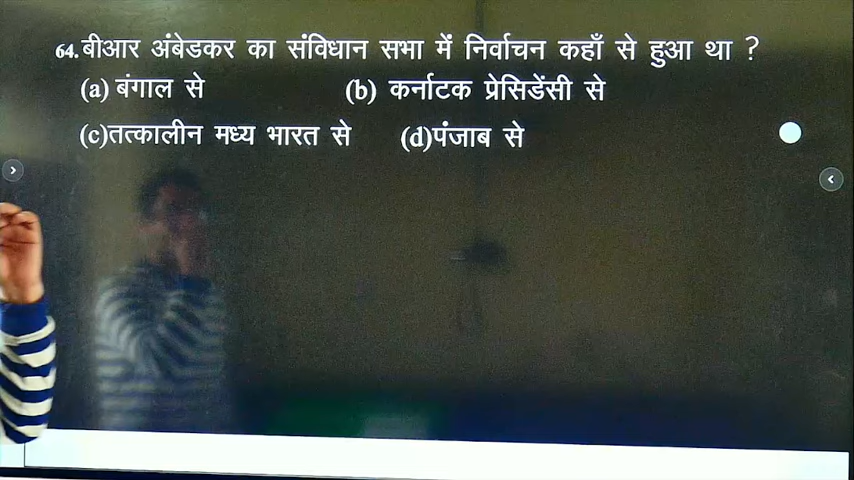 64.बीआर अंबेडकर का संविधान सभा में निर्वाचन कहाँ से हुआ था ?
(a) बंगाल से (b) कर्नाटक प्रेसिडेंसी से
(c)तत्कालीन मध्य भारत से (d)पंजाब से